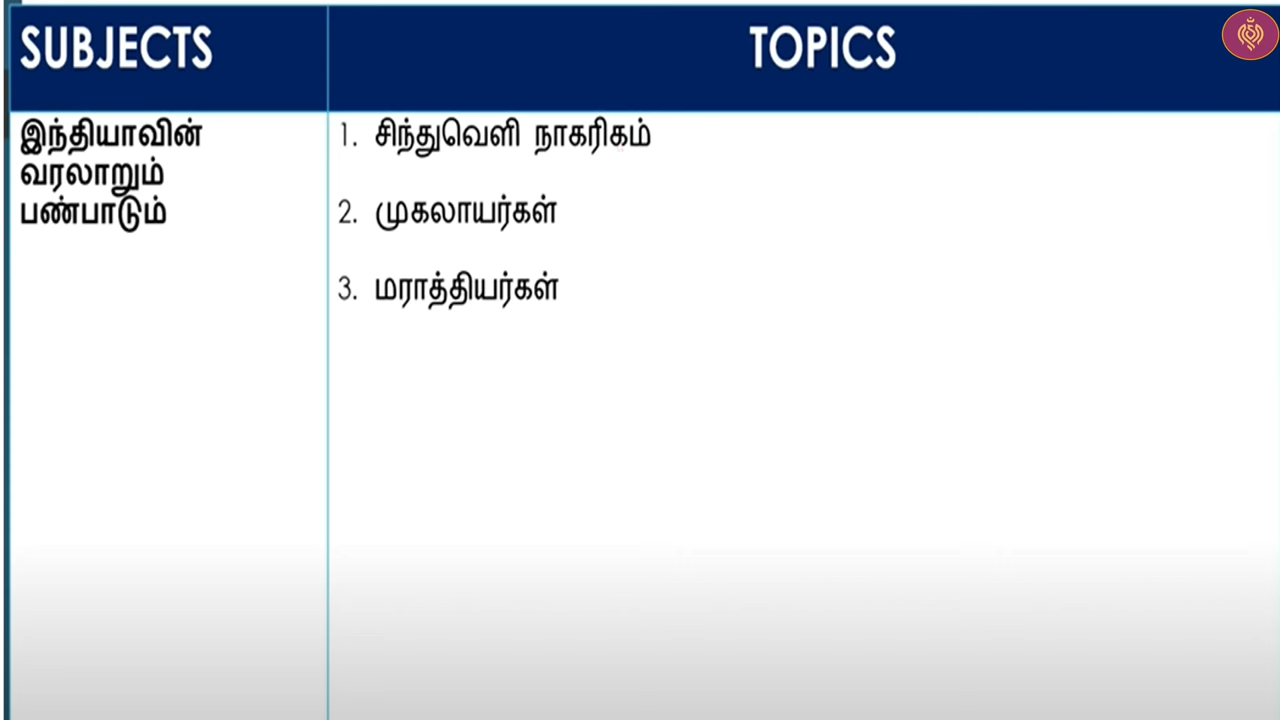 SUBJECTS
TOPICS
இந்தியாவின்
வரலாறும்
பண்பாடும்
1. சிந்துவெளி நாகரிகம்
2. முகலாயர்கள்
3. மராத்தியர்கள்